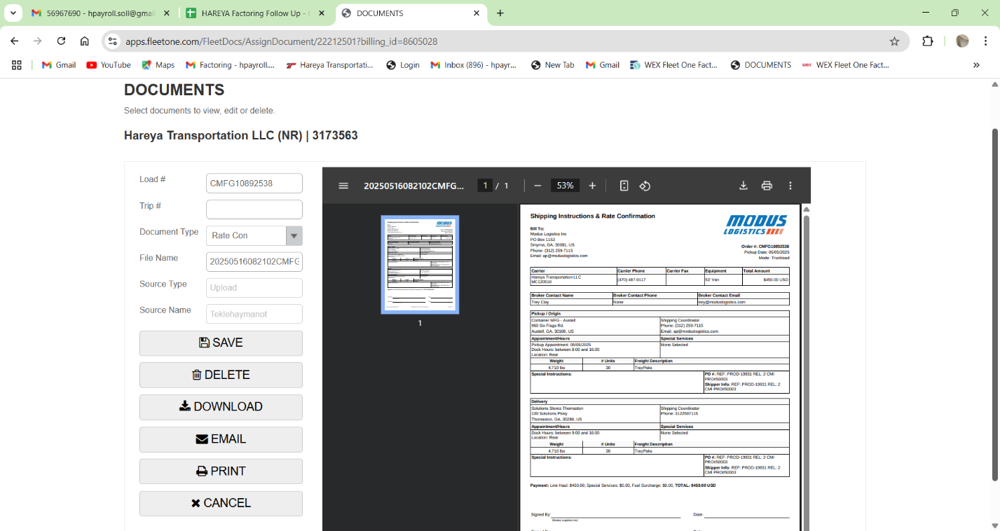 56967690 - hpayroll.soll@gmai
HAREYA Factoring Follow Up - G
DOCUMENTS
apps.fleetone.com/FleetDocs/AssignDocument/22212501?billing_id=8605028
Gmail
YouTube
Maps
Factoring - hpayroll....
Hareya Transportati...
Login
Inbox (896) - hpayr...
New Tab
Gmail
WEX Fleet One Fact...
DOCUMENTS
WEX Fleet One Fact...
DOCUMENTS
Select documents to view, edit or delete.
Hareya Transportation LLC (NR) | 3173563
Load # CMFG10892538
Trip #
Document Type Rate Con
File Name 20250516082102CMFG
Source Type Upload
Source Name Teklehaymanot
SAVE
DELETE
DOWNLOAD
EMAIL
PRINT
CANCEL
20250516082102CMFG... 1 / 1 53%
1
Shipping Instructions & Rate Confirmation
MODUS
LOGISTICS
Bill To:
Modus Logistics Inc
PO Box 1153
Smyrna, GA, 30081, US
Phone: (312) 259-7115
Email: ap@moduslogistics.com
Order #: CMFG10892538
Pickup Date: 05/05/2025
Mode: Truckload
Carrier Carrier Phone Carrier Fax Equipment Total Amount
Hareya Transportation LLC
MC120510
(470) 487-0117 53' Van $450.00 USD
Broker Contact Name Broker Contact Phone Broker Contact Email
Trey Clay None trey@moduslogistics.com
Pickup / Origin
Container MFG - Austell
960 Six Flags Rd.
Austell, GA, 30168, US
Shipping Coordinator
Phone: (312) 259-7115
Email: ap@moduslogistics.com
Appointment/Hours Special Services
Pickup Appointment: 05/05/2025
Dock Hours: between 8:00 and 16:00
Location: Rear
None Selected
Weight # Units Freight Description
4,710 lbs 30 TrayPaks
Special Instructions:
PO #: REF: PROD-19931 REL: 2 CMI
PRO#50003
Shipper Info: REF: PROD-19931 REL: 2
CMI PRO#50003
Delivery
Solutions Stores Thomaston
100 Solutions Pkwy
Thomaston, GA, 30286, US
Shipping Coordinator
Phone: 3122597115
Appointment/Hours Special Services
Dock Hours: between 9:00 and 16:00
Location: Rear
None Selected
Weight # Units Freight Description
4,710 lbs 30 TrayPaks
Special Instructions:
PO #: REF: PROD-19931 REL: 2 CMI
PRO#50003
Shipper Info: REF: PROD-19931 REL: 2
CMI PRO#50003
Payment: Line Haul: $450.00, Special Services: $0.00, Fuel Surcharge: $0.00, TOTAL: $450.00 USD
Signed By: Date:
(Modus Logistics Inc)